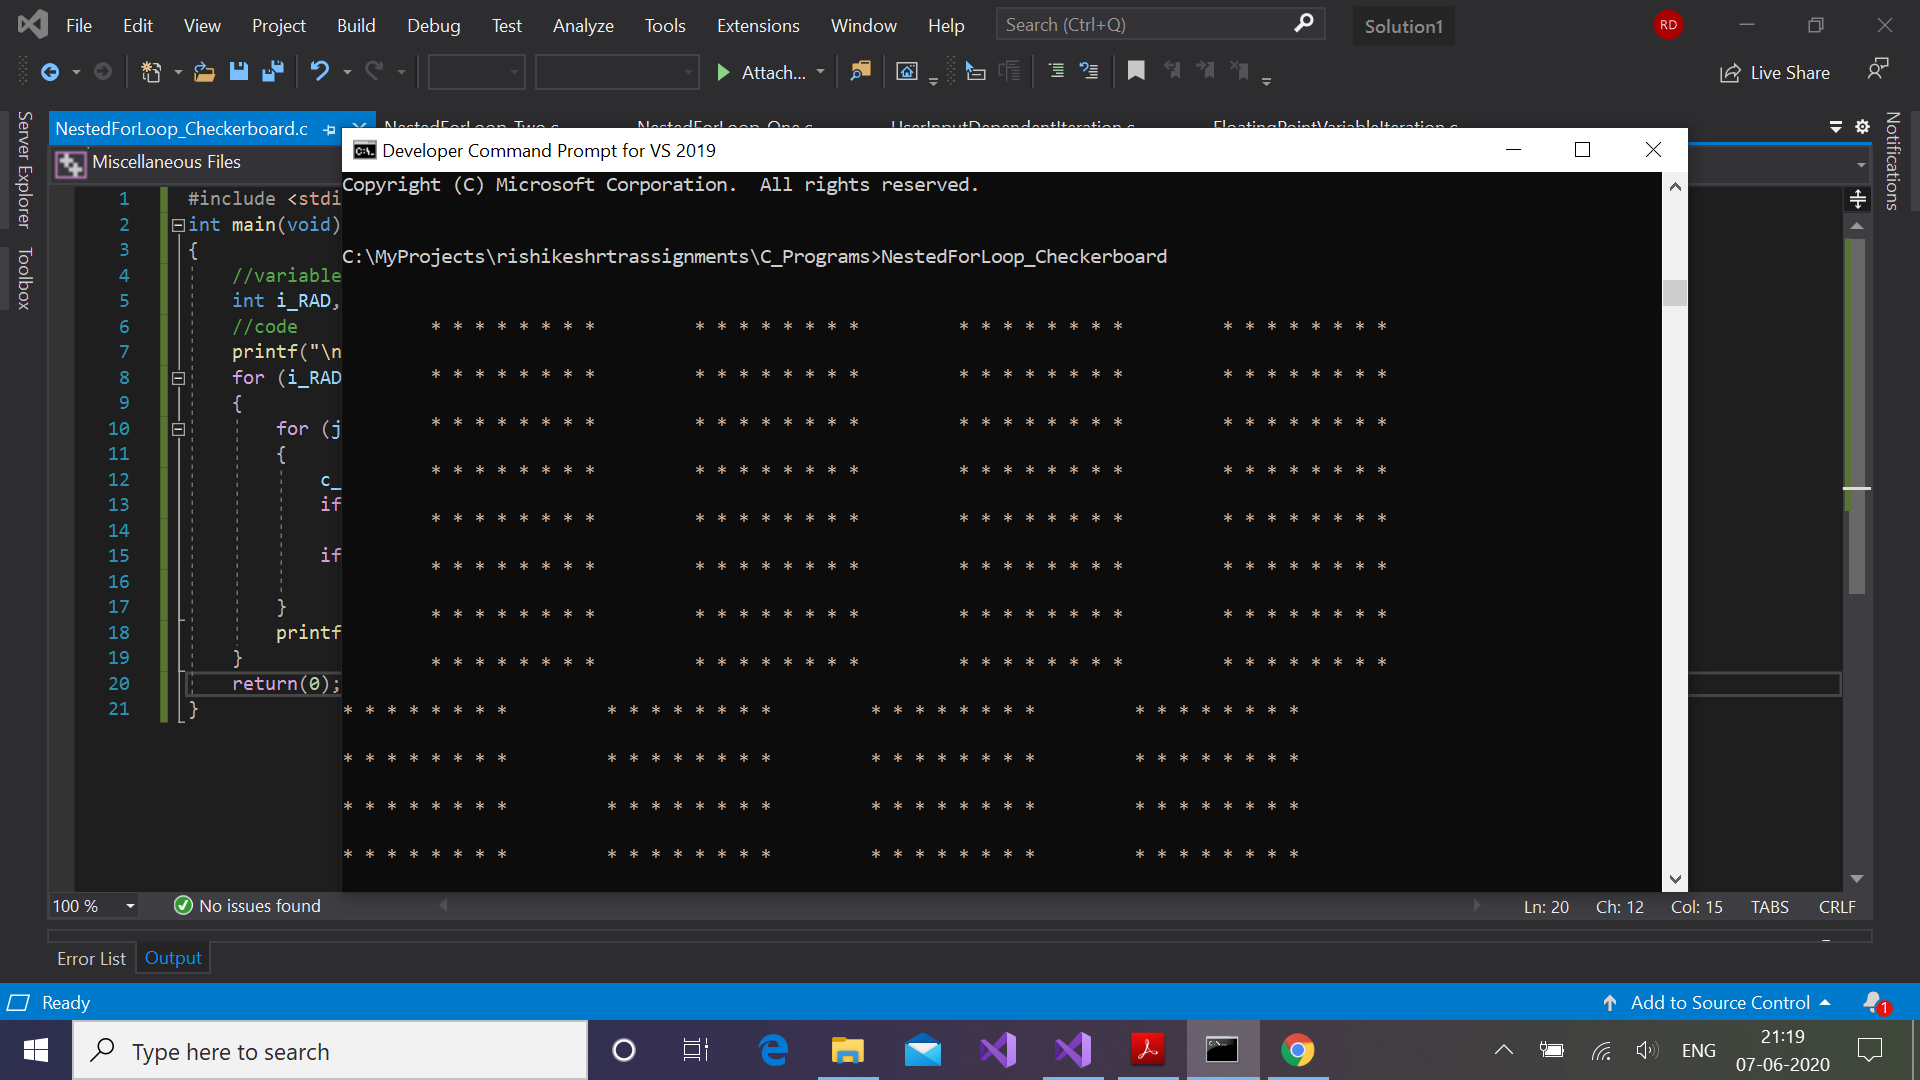 File Edit View Project Build Debug Test Analyze Tools Extensions Window Help Search (Ctrl+Q) Solution1 RD
Attach... Live Share
Server Explorer
Toolbox
Notifications
NestedForLoop_Checkerboard.c NestedForLoop_Two.c NestedForLoop_One.c UserInputDependentIteration.c FloatingPointVariableIteration.c
Miscellaneous Files
1 #include <stdi
2 int main(void)
3 {
4 //variable
5 int i_RAD,
6 //code
7 printf("\n
8 for (i_RAD
9 {
10 for (j
11 {
12 c_
13 if
14
15 if
16
17 }
18 printf
19 }
20 return(0);
21 }
Developer Command Prompt for VS 2019
Copyright (C) Microsoft Corporation. All rights reserved.
C:\MyProjects\rishikeshrtrassignments\C_Programs>NestedForLoop_Checkerboard
* * * * * * * * * * * * * * * * * * * * * * * * * * * * * * * *
* * * * * * * * * * * * * * * * * * * * * * * * * * * * * * * *
* * * * * * * * * * * * * * * * * * * * * * * * * * * * * * * *
* * * * * * * * * * * * * * * * * * * * * * * * * * * * * * * *
* * * * * * * * * * * * * * * * * * * * * * * * * * * * * * * *
* * * * * * * * * * * * * * * * * * * * * * * * * * * * * * * *
* * * * * * * * * * * * * * * * * * * * * * * * * * * * * * * *
* * * * * * * * * * * * * * * * * * * * * * * * * * * * * * * *
* * * * * * * * * * * * * * * * * * * * * * * * * * * * * * * *
* * * * * * * * * * * * * * * * * * * * * * * * * * * * * * * *
* * * * * * * * * * * * * * * * * * * * * * * * * * * * * * * *
* * * * * * * * * * * * * * * * * * * * * * * * * * * * * * * *
100 % No issues found Ln: 20 Ch: 12 Col: 15 TABS CRLF
Error List Output
Ready Add to Source Control 1
Type here to search ENG 21:19
07-06-2020